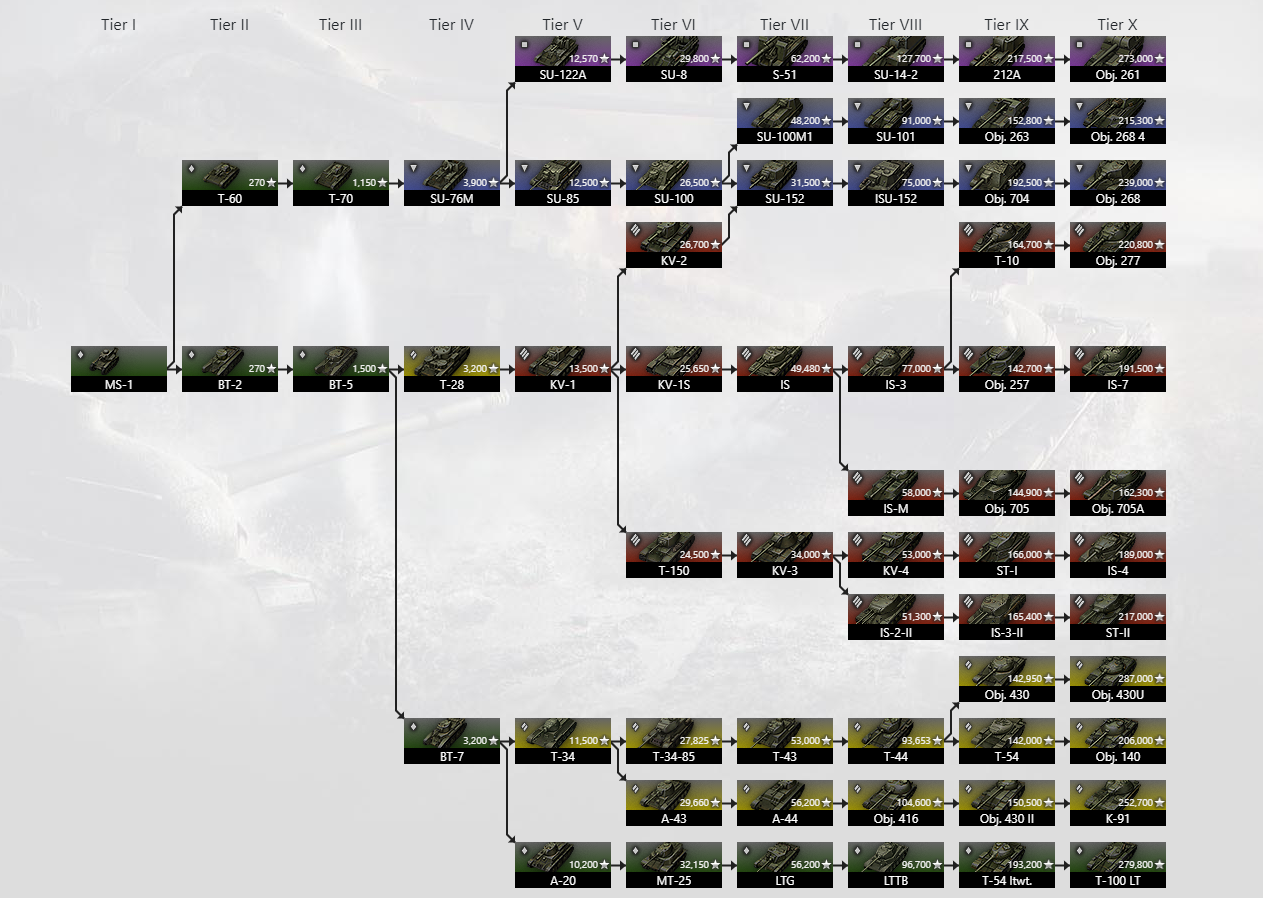 Tier I Tier II Tier III Tier IV Tier V Tier VI Tier VII Tier VIII Tier IX Tier X
12,570 29,800 62,200 127,700 217,500 273,000
SU-122A SU-8 S-51 SU-14-2 212A Obj. 261
48,200 91,000 152,800 215,300
SU-100M1 SU-101 Obj. 263 Obj. 268 4
270 1,150 3,900 12,500 26,500 31,500 75,000 192,500 239,000
T-60 T-70 SU-76M SU-85 SU-100 SU-152 ISU-152 Obj. 704 Obj. 268
26,700 164,700 220,800
KV-2 T-10 Obj. 277
270 1,500 3,200 13,500 25,650 49,480 77,000 142,700 191,500
MS-1 BT-2 BT-5 T-28 KV-1 KV-1S IS IS-3 Obj. 257 IS-7
58,000 144,900 162,300
IS-M Obj. 705 Obj. 705A
24,500 34,000 53,000 166,000 189,000
T-150 KV-3 KV-4 ST-I IS-4
51,300 165,400 217,000
IS-2-II IS-3-II ST-II
142,950 287,000
Obj. 430 Obj. 430U
3,200 11,500 27,825 53,000 93,653 142,000 206,000
BT-7 T-34 T-34-85 T-43 T-44 T-54 Obj. 140
29,660 56,200 104,600 150,500 252,700
A-43 A-44 Obj. 416 Obj. 430 II K-91
10,200 32,150 56,200 96,700 193,200 279,800
A-20 MT-25 LTG LTTB T-54 ltwt. T-100 LT